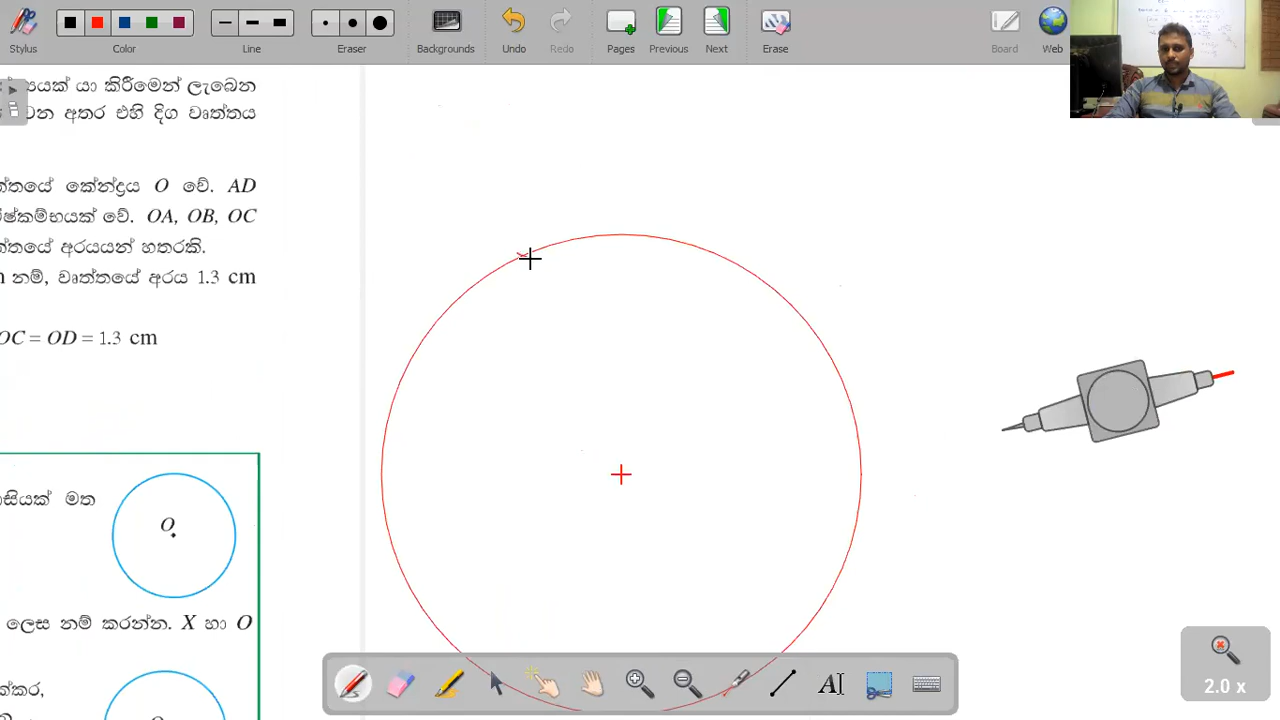 Stylus Color Line Eraser Backgrounds Undo Redo Pages Previous Next Erase Board Web
යා කිරීමෙන් ලැබෙන
වන අතර එහි දිග වෘත්තය
ත්තයේ කේන්ද්‍රය O වේ. AD
ෂ්කම්භයක් වේ. OA, OB, OC
ත්තයේ අරයයන් හතරකි.
නම්, වෘත්තයේ අරය 1.3 cm
OC = OD = 1.3 cm
සියක් මත
O
ලෙස නම් කරන්න. X හා O
ක්කර,
2.0 x